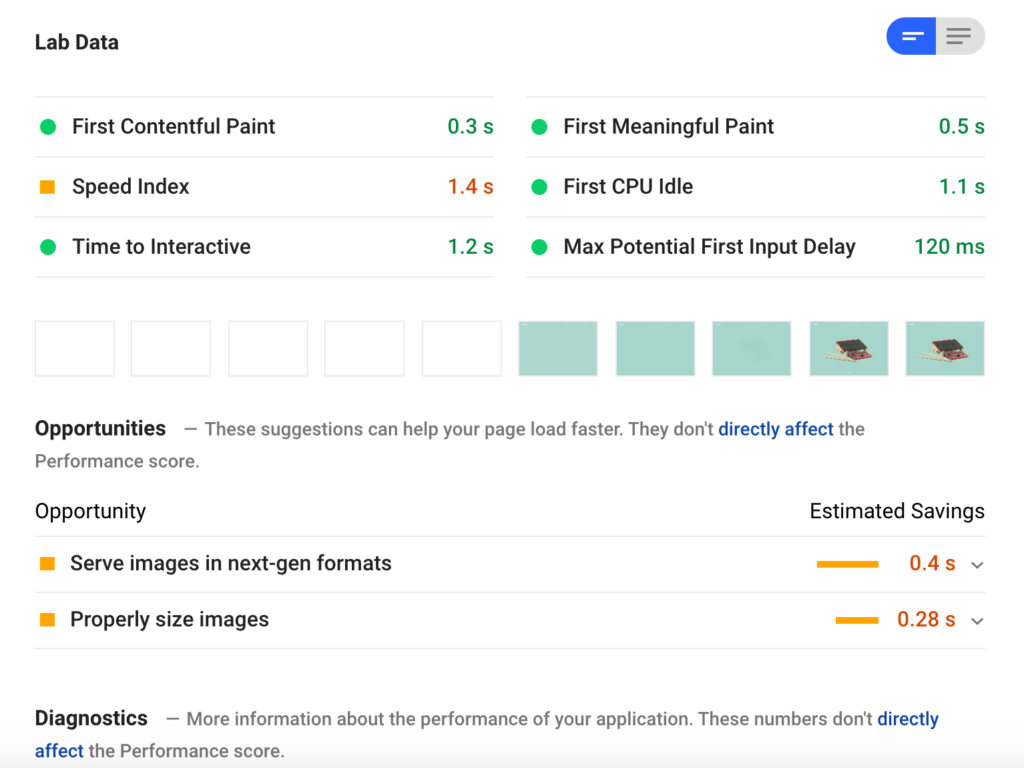 Lab Data
First Contentful Paint 0.3 s
First Meaningful Paint 0.5 s
Speed Index 1.4 s
First CPU Idle 1.1 s
Time to Interactive 1.2 s
Max Potential First Input Delay 120 ms
Opportunities — These suggestions can help your page load faster. They don't directly affect the
Performance score.
Opportunity Estimated Savings
Serve images in next-gen formats 0.4 s
Properly size images 0.28 s
Diagnostics — More information about the performance of your application. These numbers don't directly
affect the Performance score.